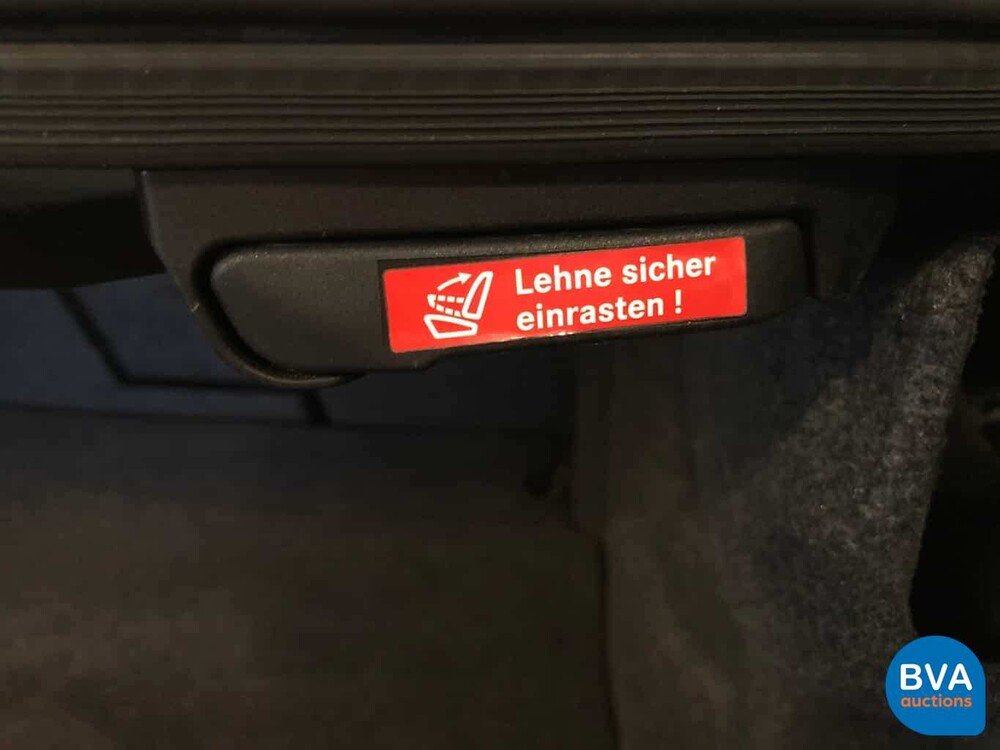 Lehne sicher
einrasten !
BVA
auctions